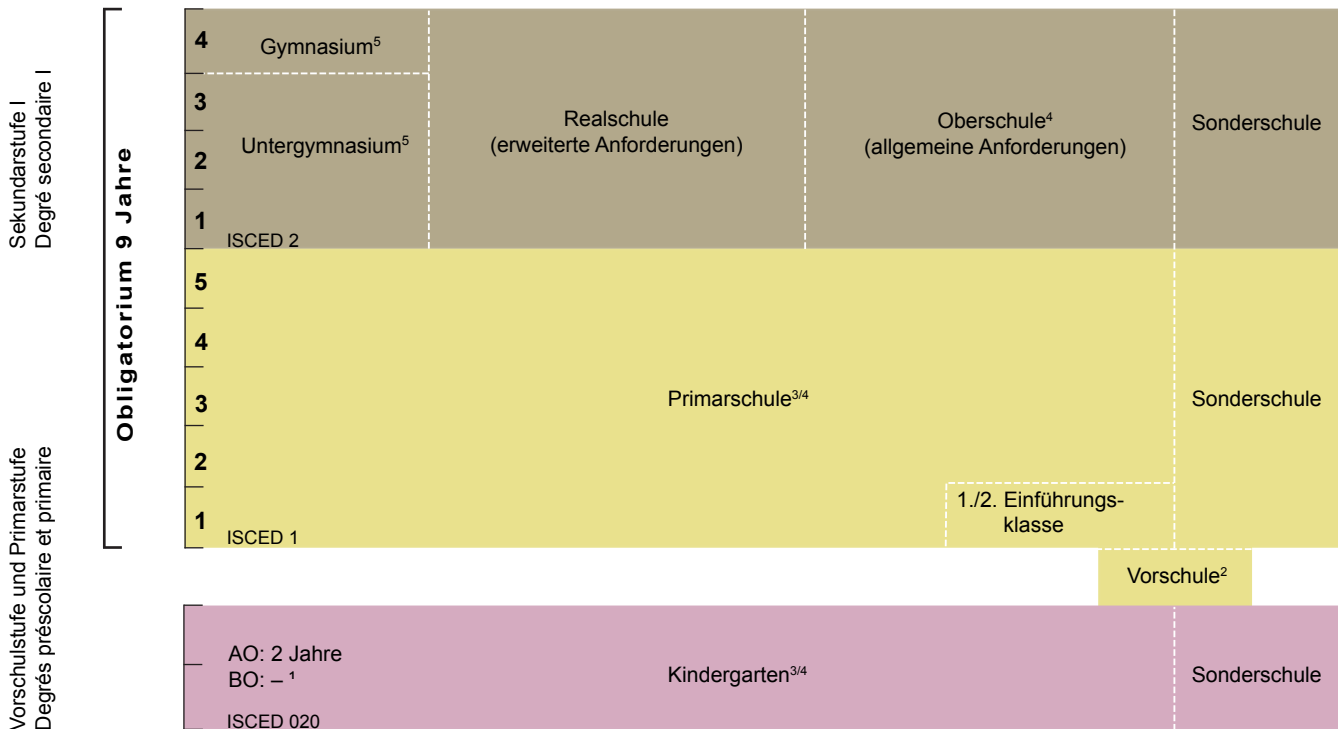 Sekundarstufe I
Degré secondaire I
Vorschulstufe und Primarstufe
Degrés préscolaire et primaire
Obligatorium 9 Jahre
4
3
2
1
Gymnasium⁵
Untergymnasium⁵
ISCED 2
Realschule
(erweiterte Anforderungen)
Oberschule⁴
(allgemeine Anforderungen)
Sonderschule
5
4
3
2
1
ISCED 1
Primarschule³/⁴
1./2. Einführungs-
klasse
Sonderschule
Vorschule²
AO: 2 Jahre
BO: – ¹
ISCED 020
Kindergarten³/⁴
Sonderschule